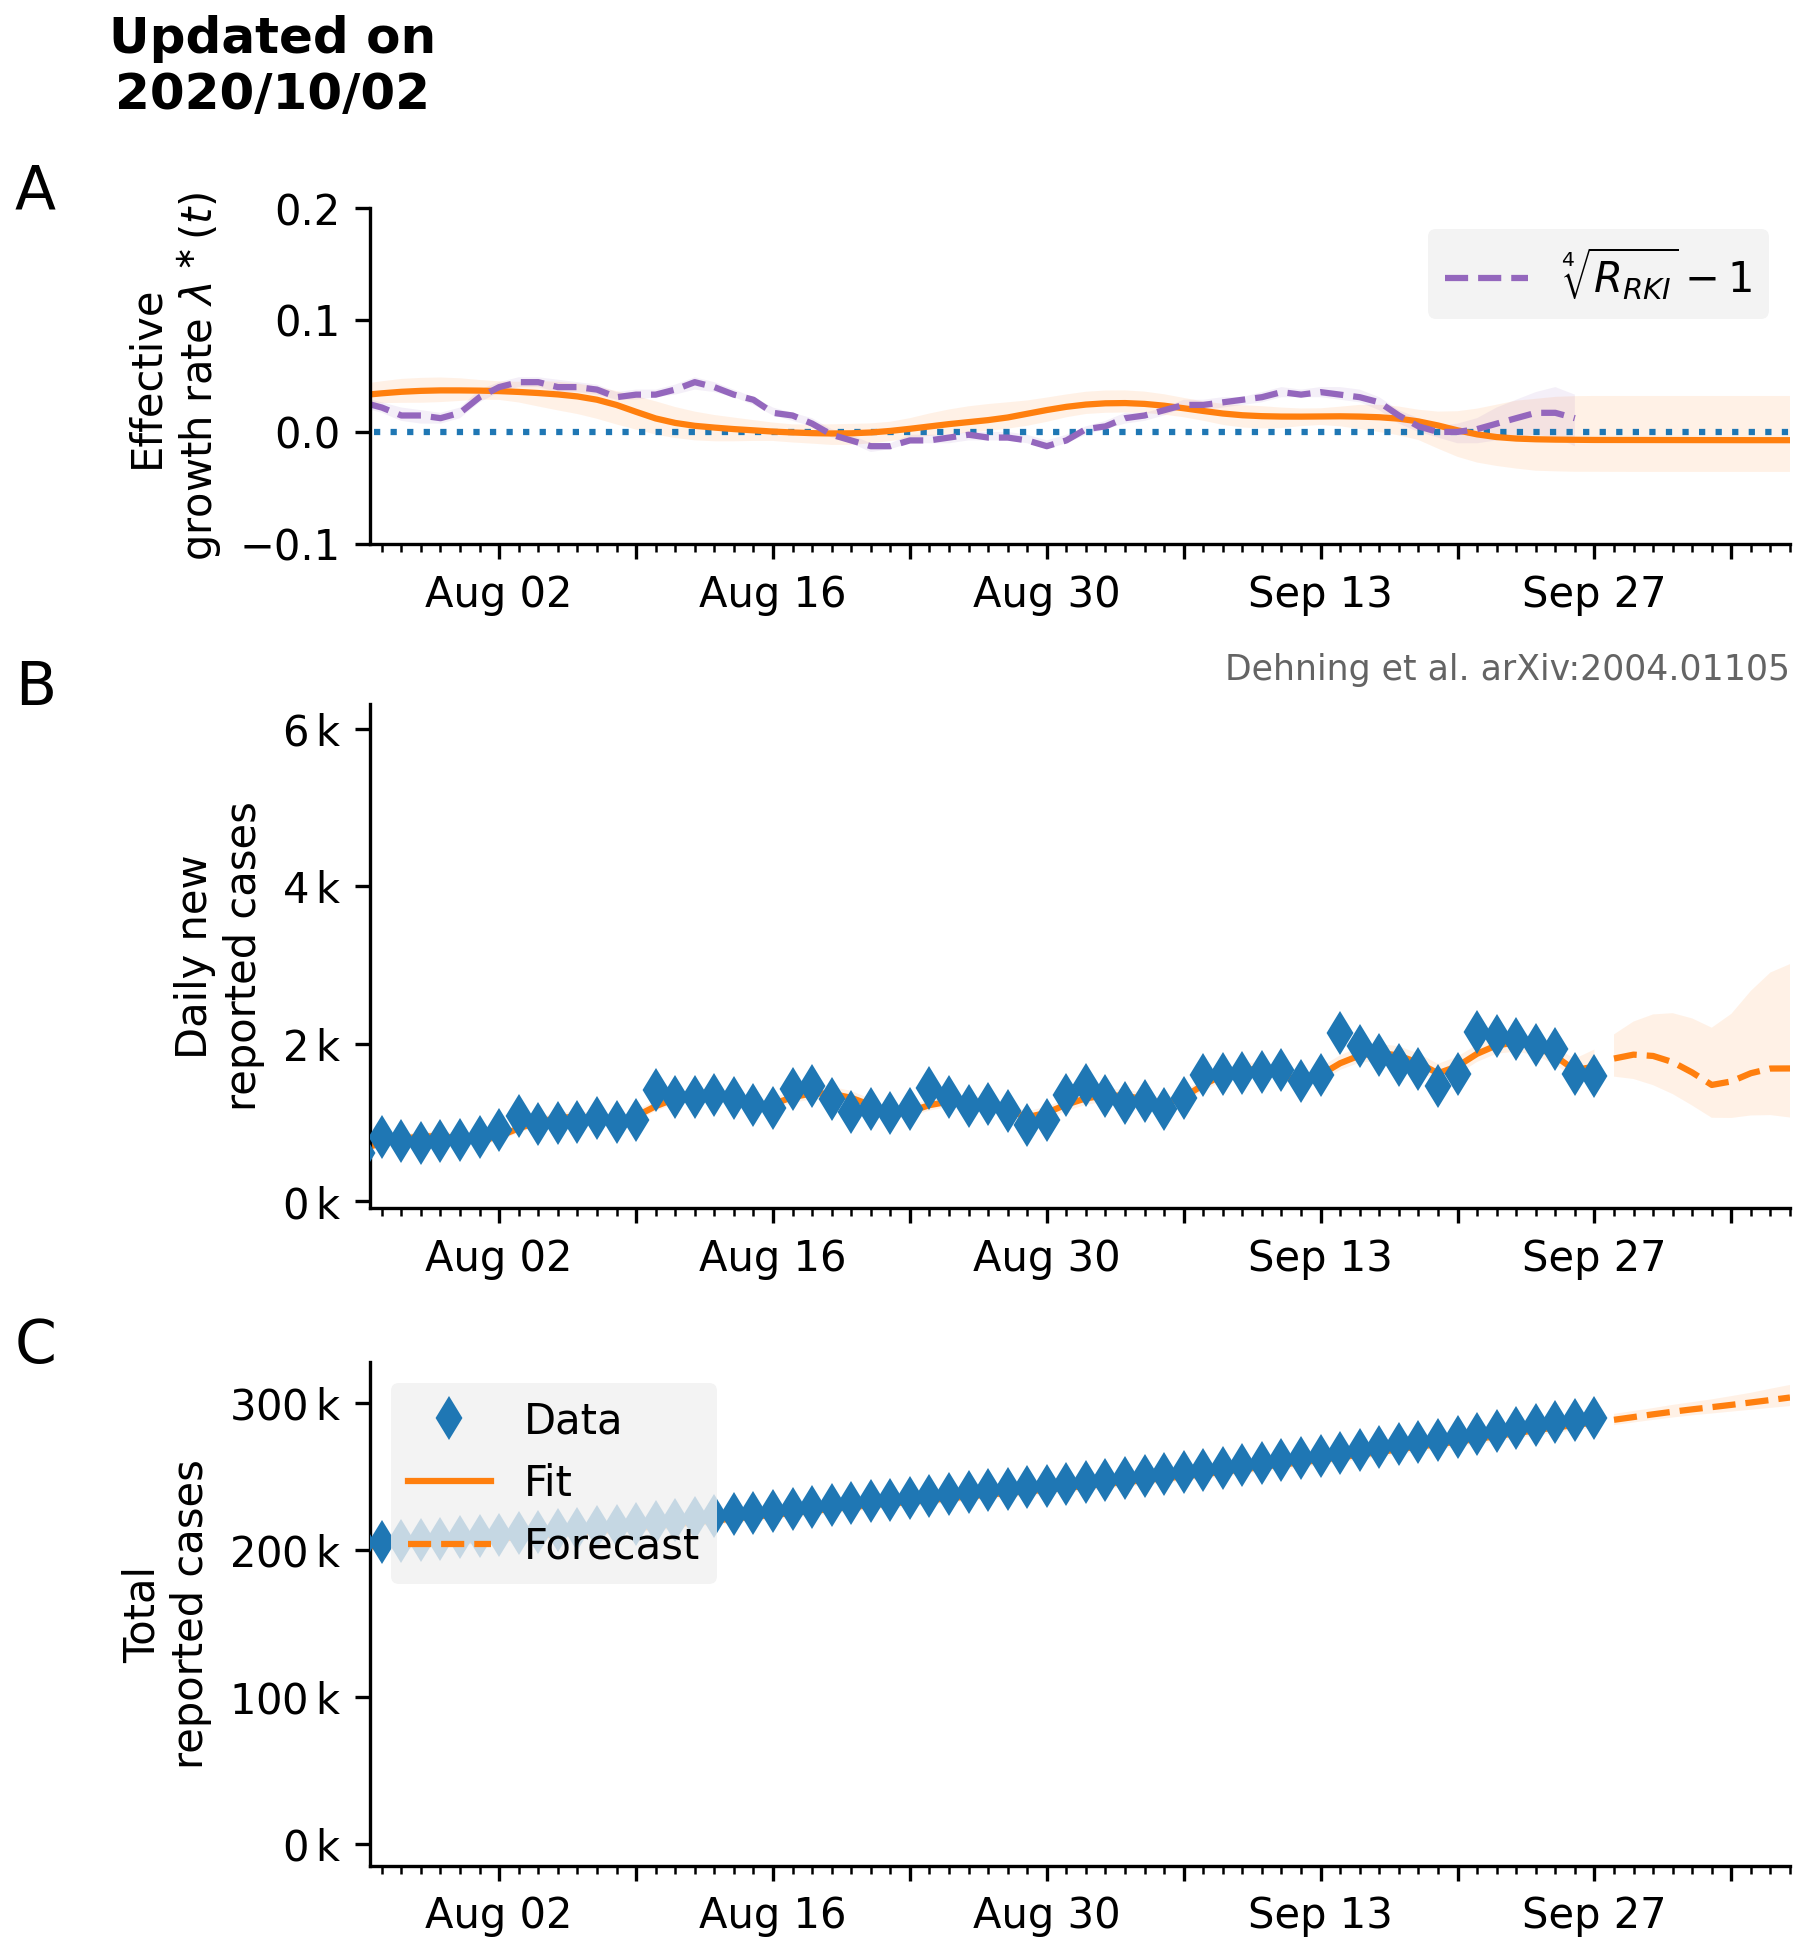 Updated on
2020/10/02
A
Effective
growth rate λ * (t)
0.2
0.1
0.0
−0.1
∜R_RKI − 1
Aug 02
Aug 16
Aug 30
Sep 13
Sep 27
B
Dehning et al. arXiv:2004.01105
Daily new
reported cases
6 k
4 k
2 k
0 k
Aug 02
Aug 16
Aug 30
Sep 13
Sep 27
C
Total
reported cases
300 k
200 k
100 k
0 k
Data
Fit
Forecast
Aug 02
Aug 16
Aug 30
Sep 13
Sep 27